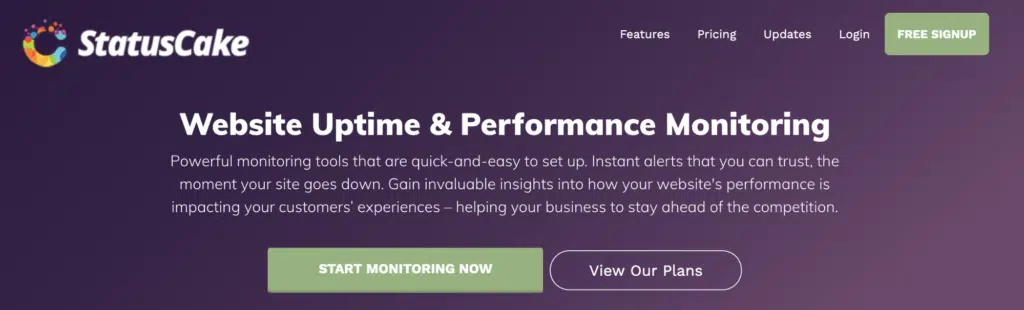 StatusCake
Features
Pricing
Updates
Login
FREE SIGNUP
Website Uptime & Performance Monitoring
Powerful monitoring tools that are quick-and-easy to set up. Instant alerts that you can trust, the
moment your site goes down. Gain invaluable insights into how your website's performance is
impacting your customers' experiences – helping your business to stay ahead of the competition.
START MONITORING NOW
View Our Plans